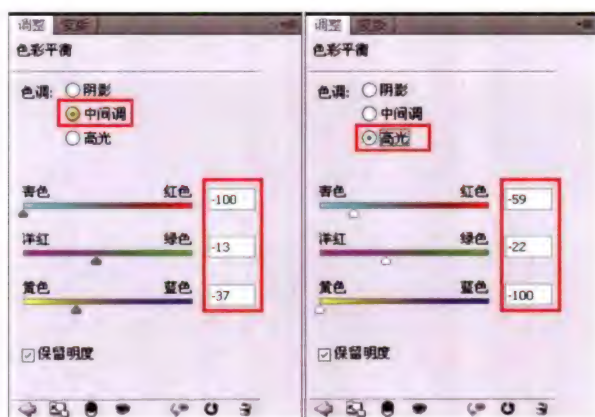 调整 蒙版
色彩平衡
色调: 阴影
中间调
高光
青色 红色 -100
洋红 绿色 -13
黄色 蓝色 -37
保留明度
调整 蒙版
色彩平衡
色调: 阴影
中间调
高光
青色 红色 -59
洋红 绿色 -22
黄色 蓝色 -100
保留明度